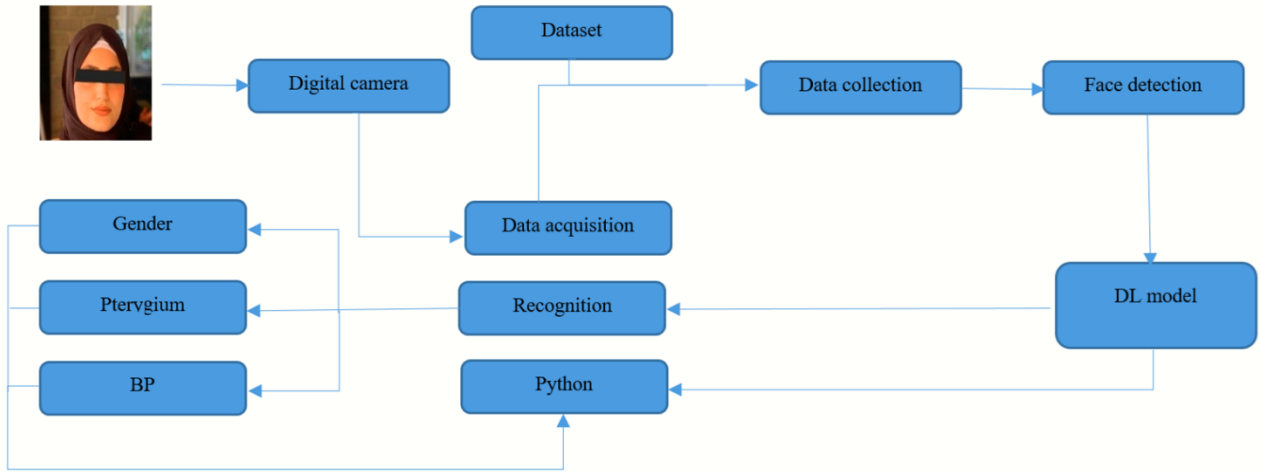 Dataset
Digital camera
Data collection
Face detection
Gender
Data acquisition
Ptervgium
Recognition
DL model
BP
Python